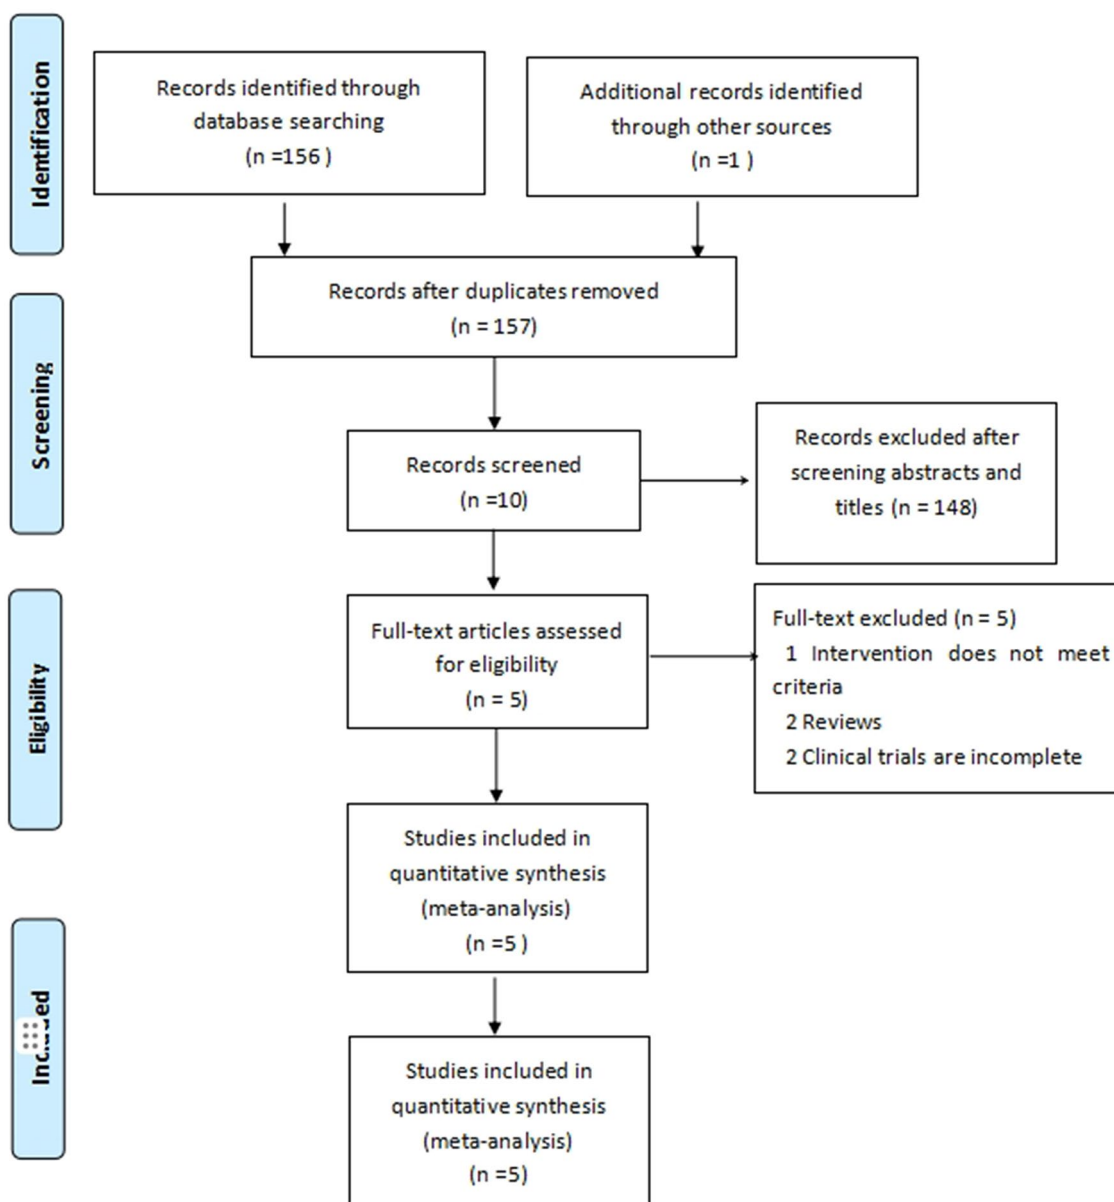 Identification
Records identified through
database searching
(n =156 )
Additional records identified
through other sources
(n =1 )
Records after duplicates removed
(n = 157)
Screening
Records screened
(n =10)
Records excluded after
screening abstracts and
titles (n = 148)
Eligibility
Full-text articles assessed
for eligibility
(n = 5)
Full-text excluded (n = 5)
1 Intervention does not meet
criteria
2 Reviews
2 Clinical trials are incomplete
Studies included in
quantitative synthesis
(meta-analysis)
(n =5 )
Included
Studies included in
quantitative synthesis
(meta-analysis)
(n =5)